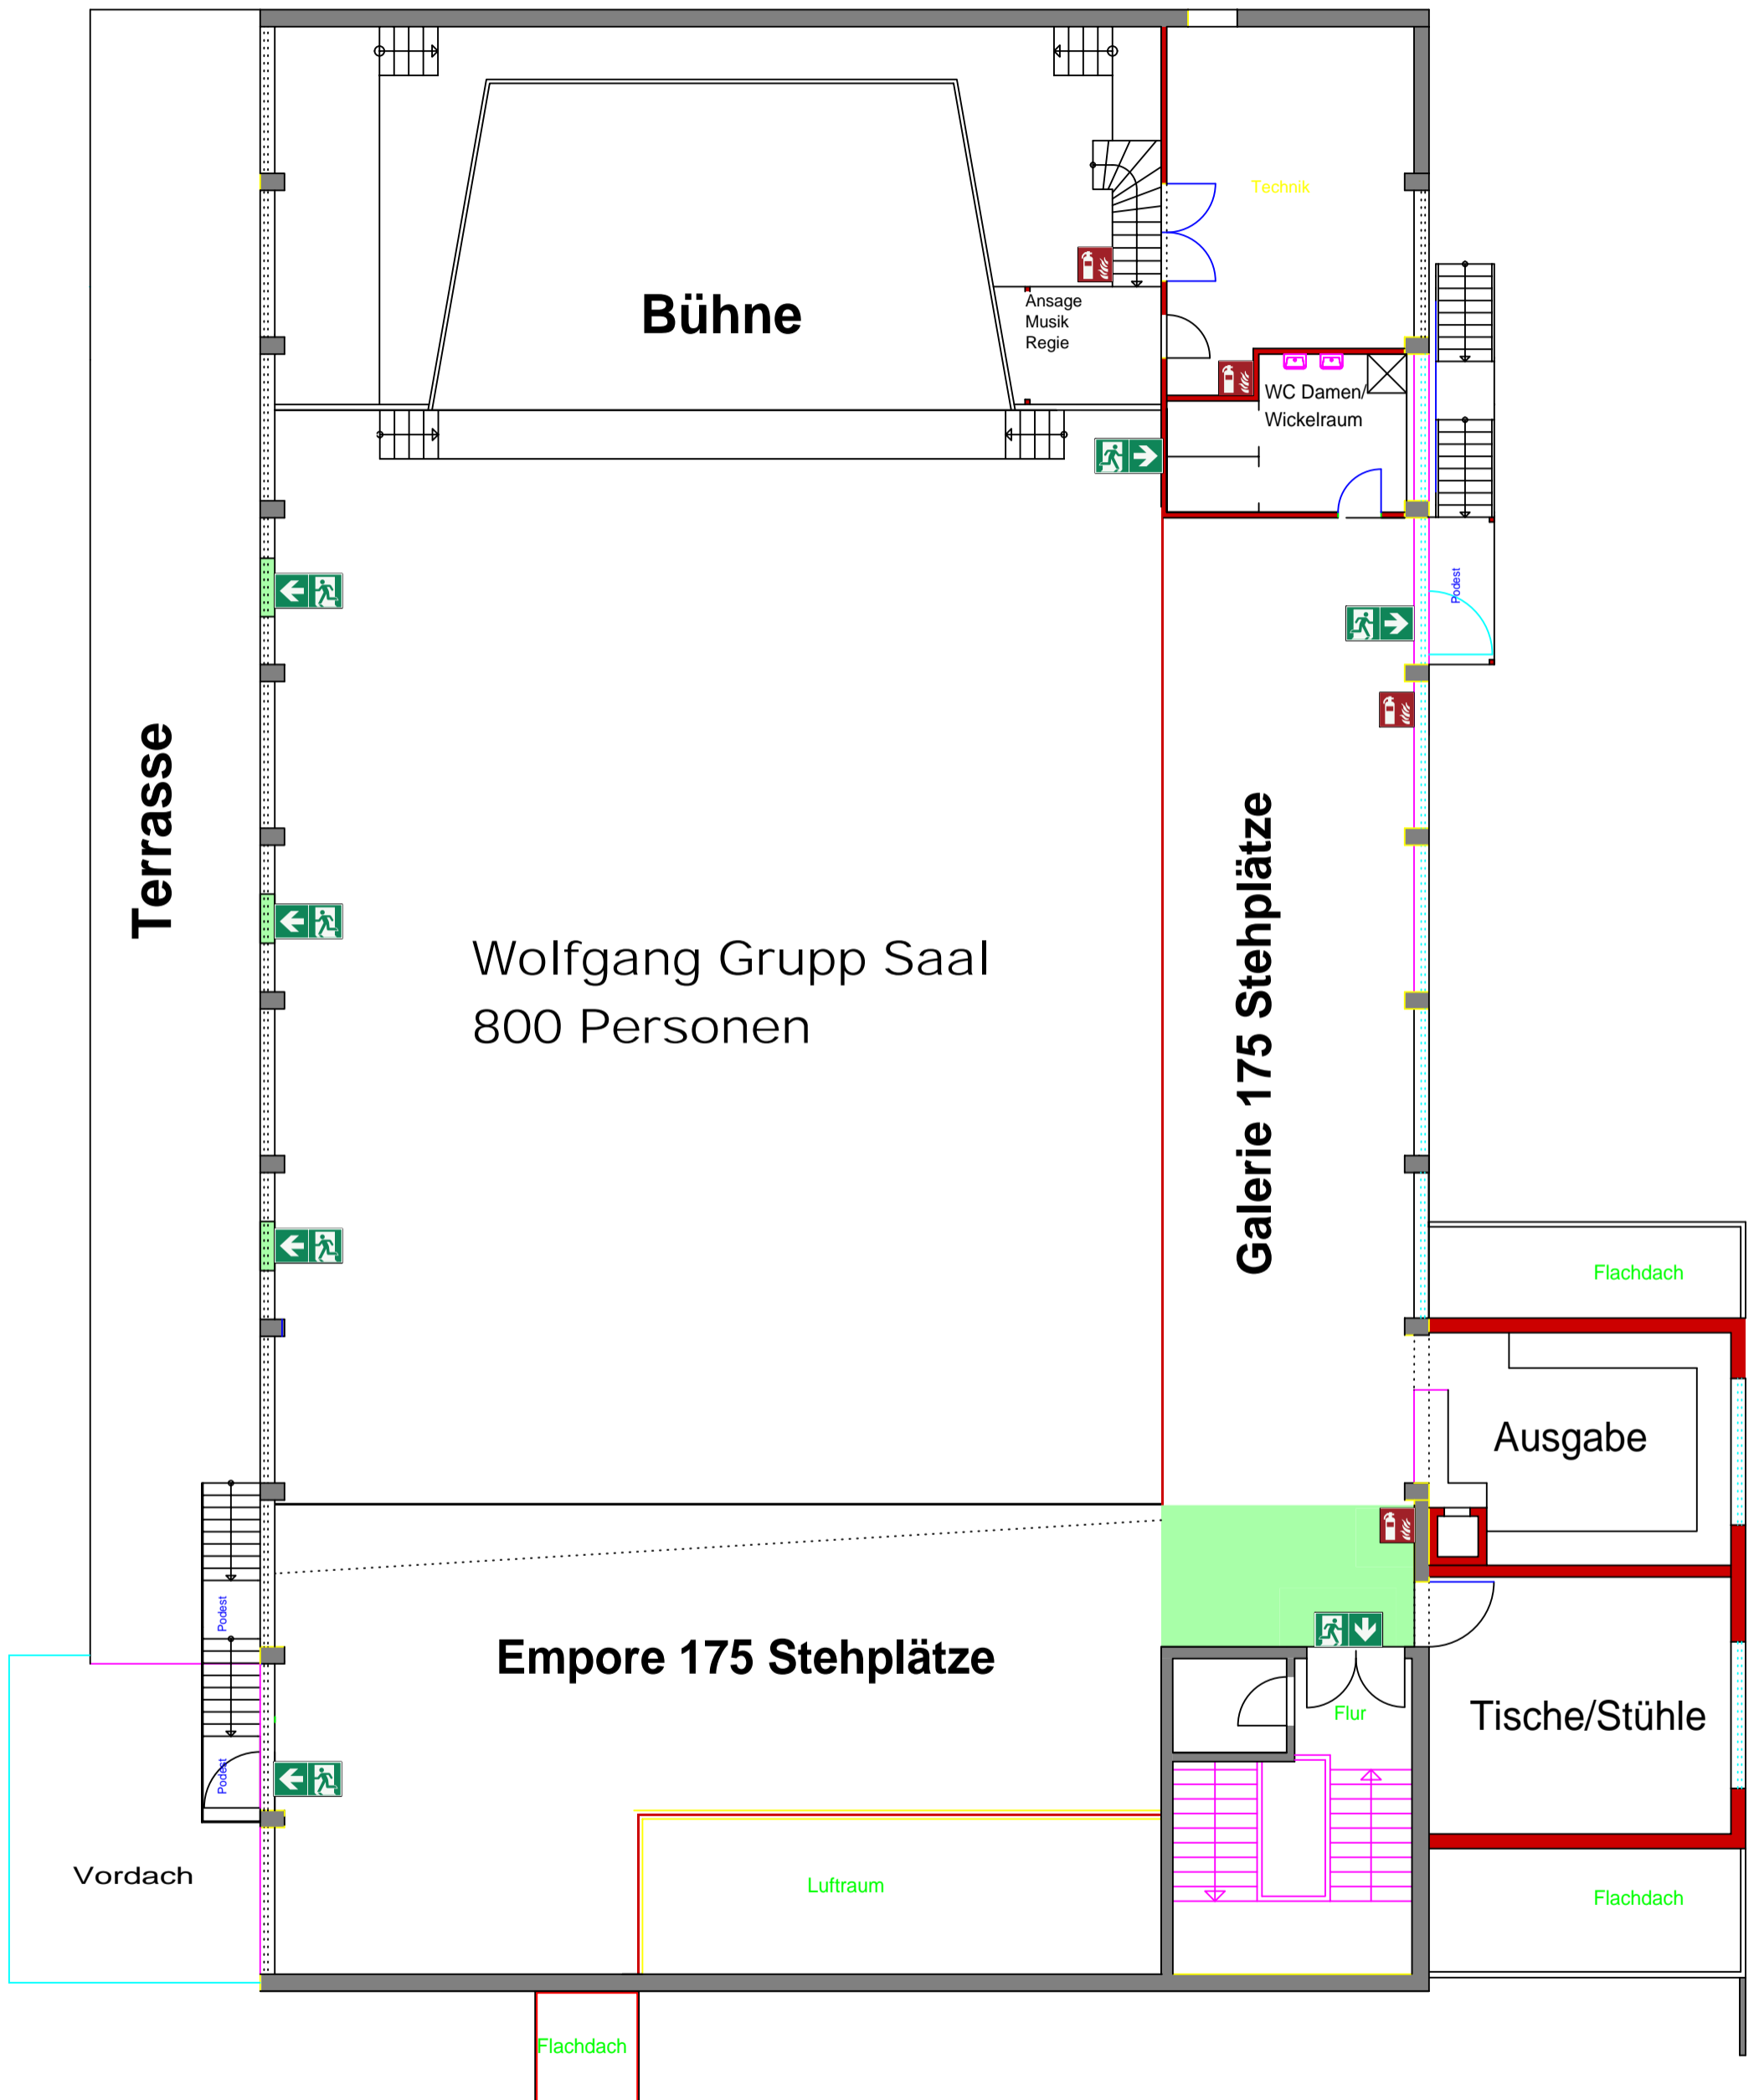 Technik
Bühne
Ansage
Musik
Regie
WC Damen/
Wickelraum
Podest
Terrasse
Galerie 175 Stehplätze
Wolfgang Grupp Saal
800 Personen
Flachdach
Ausgabe
Podest
Empore 175 Stehplätze
Flur
Tische/Stühle
Podest
Vordach
Luftraum
Flachdach
Flachdach